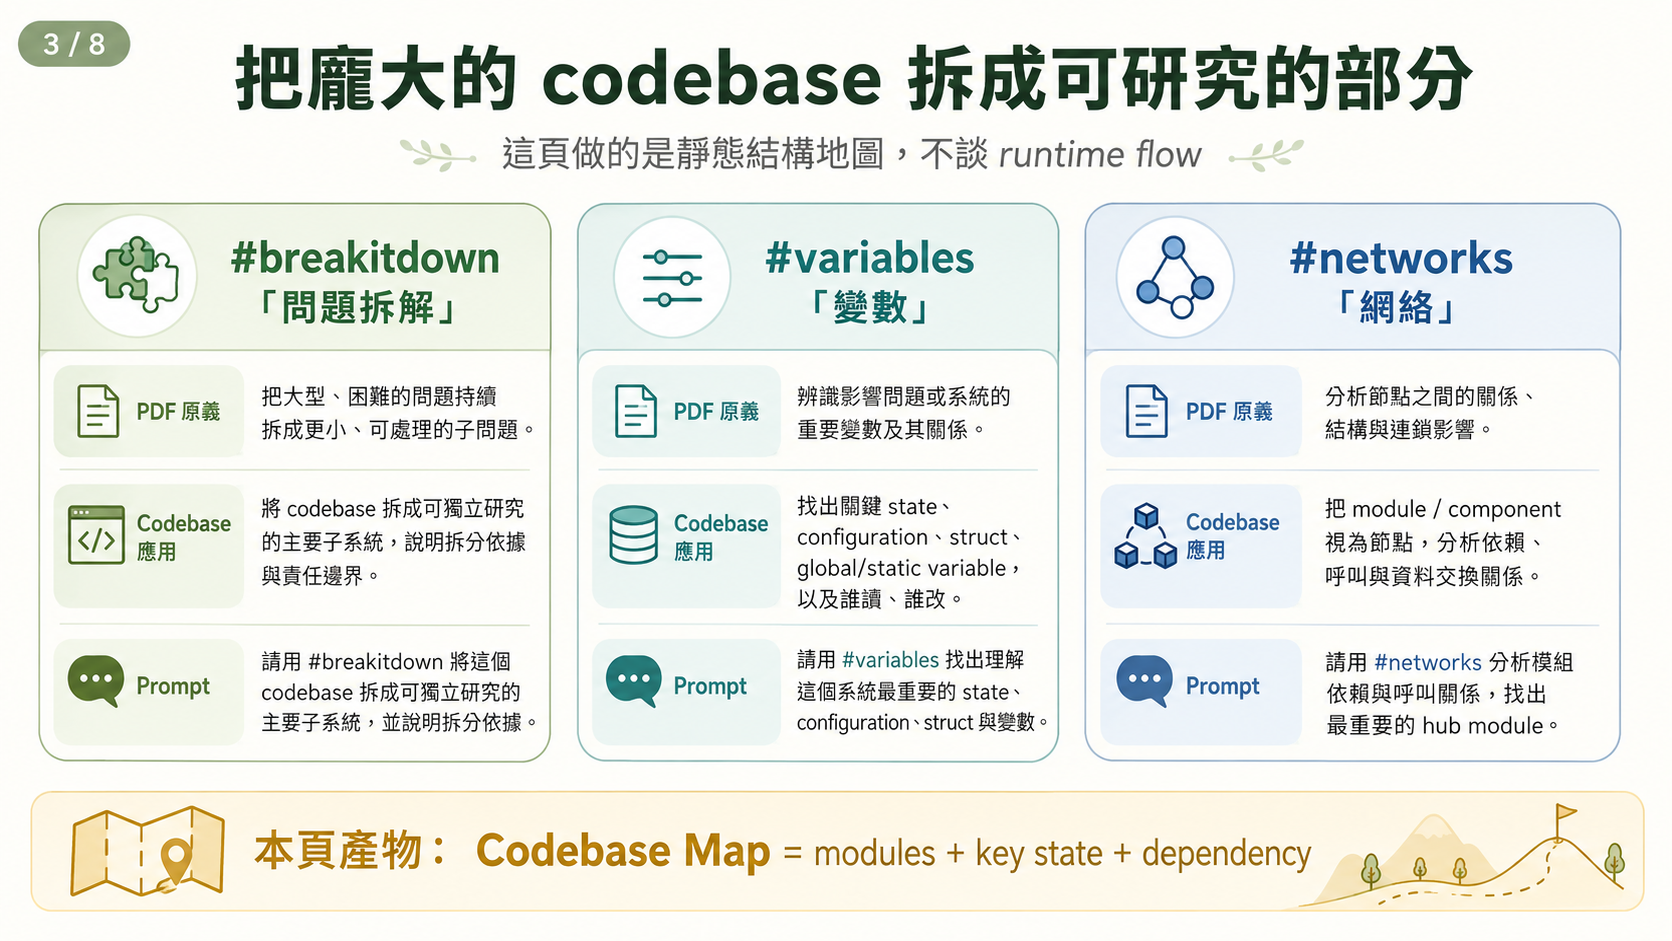 3 / 8
把龐大的 codebase 拆成可研究的部分
這頁做的是靜態結構地圖，不談 runtime flow
#breakitdown
「問題拆解」
PDF 原義
把大型、困難的問題持續
拆成更小、可處理的子問題。
Codebase
應用
將 codebase 拆成可獨立研究
的主要子系統，說明拆分依據
與責任邊界。
Prompt
請用 #breakitdown 將這個
codebase 拆成可獨立研究的
主要子系統，並說明拆分依據。
#variables
「變數」
PDF 原義
辨識影響問題或系統的
重要變數及其關係。
Codebase
應用
找出關鍵 state、
configuration、struct、
global/static variable，
以及誰讀、誰改。
Prompt
請用 #variables 找出理解
這個系統最重要的 state、
configuration、struct 與變數。
#networks
「網絡」
PDF 原義
分析節點之間的關係、
結構與連鎖影響。
Codebase
應用
把 module / component
視為節點，分析依賴、
呼叫與資料交換關係。
Prompt
請用 #networks 分析模組
依賴與呼叫關係，找出
最重要的 hub module。
本頁產物： Codebase Map = modules + key state + dependency